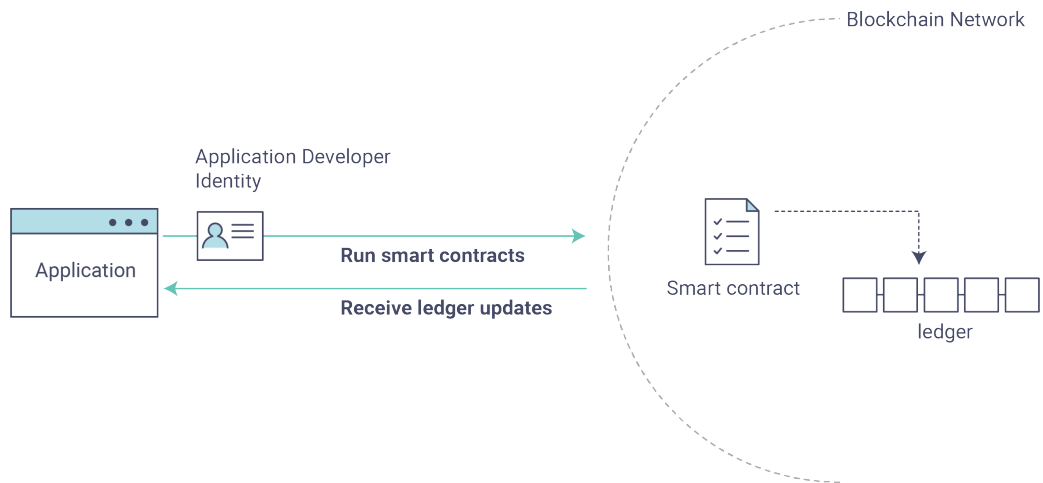 Blockchain Network
Application Developer
Identity
Application
Run smart contracts
Receive ledger updates
Smart contract
ledger